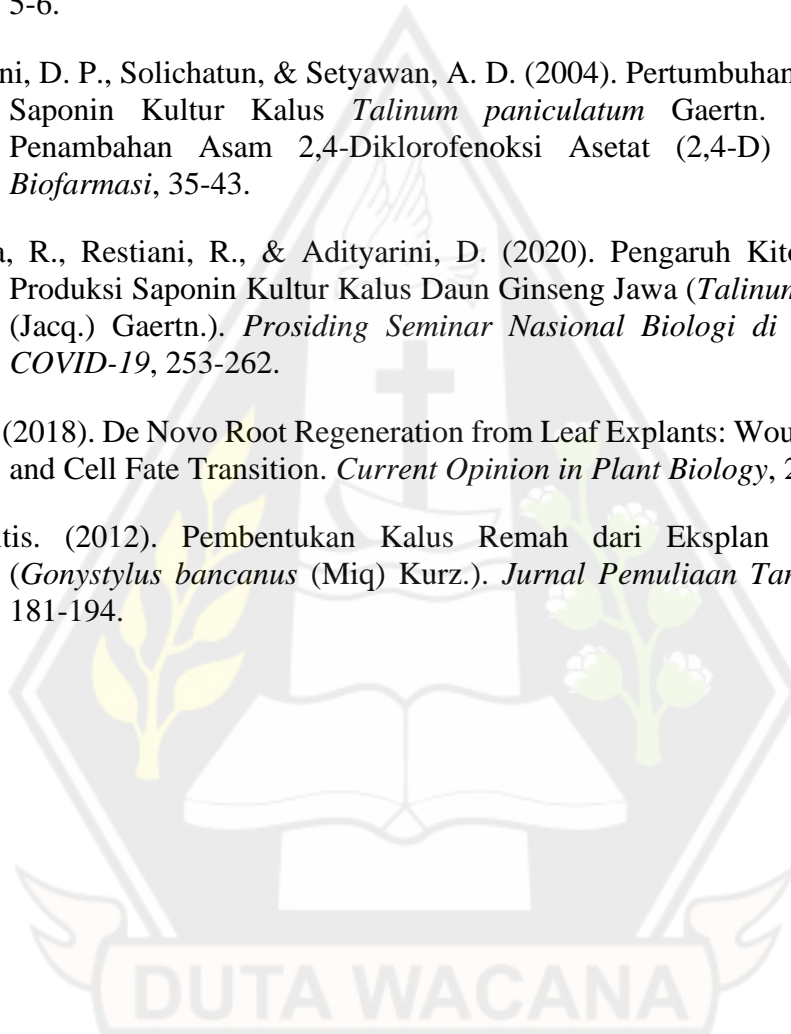 5-6.
ni, D. P., Solichatun, & Setyawan, A. D. (2004). Pertumbuhan
Saponin Kultur Kalus Talinum paniculatum Gaertn.
Penambahan Asam 2,4-Diklorofenoksi Asetat (2,4-D)
Biofarmasi, 35-43.
a, R., Restiani, R., & Adityarini, D. (2020). Pengaruh Kito
Produksi Saponin Kultur Kalus Daun Ginseng Jawa (Talinum
(Jacq.) Gaertn.). Prosiding Seminar Nasional Biologi di
COVID-19, 253-262.
(2018). De Novo Root Regeneration from Leaf Explants: Wou
and Cell Fate Transition. Current Opinion in Plant Biology, 2
tis. (2012). Pembentukan Kalus Remah dari Eksplan
(Gonystylus bancanus (Miq) Kurz.). Jurnal Pemuliaan Tan
181-194.
DUTA WACANA